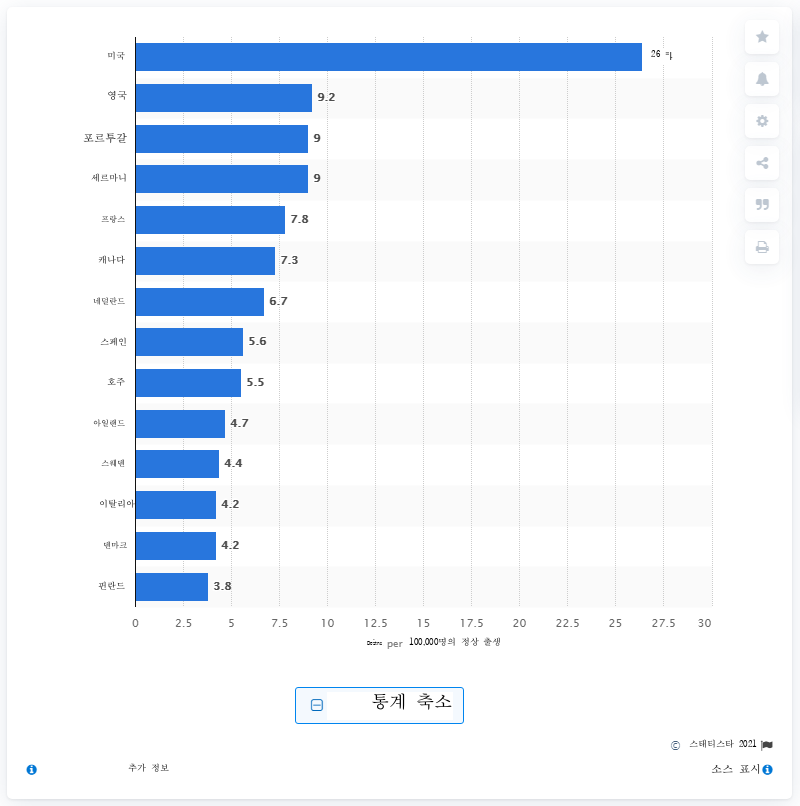 미국 26
영국 9.2
포르투갈 9
세르마니 9
프랑스 7.8
캐나다 7.3
네덜란드 6.7
스페인 5.6
호주 5.5
아일랜드 4.7
스웨덴 4.4
이탈리아 4.2
덴마크 4.2
핀란드 3.8
0 2.5 5 7.5 10 12.5 15 17.5 20 22.5 25 27.5 30
per 100,000명의 정상 출생
통계 축소
© 스태티스타 2021
추가 정보 소스 표시